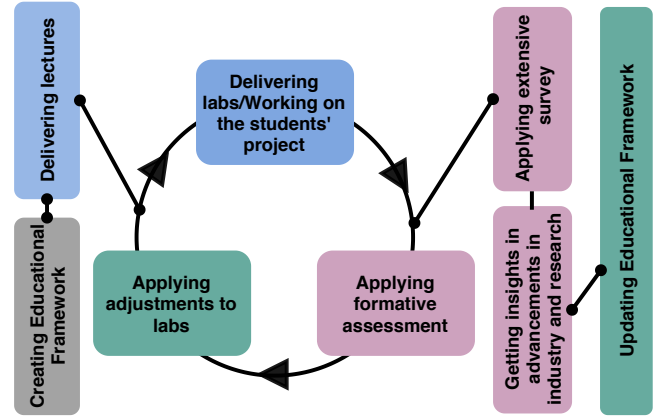 Delivering lectures
Creating Educational
Framework
Delivering
labs/Working on
the students'
project
Applying
adjustments to
labs
Applying
formative
assessment
Applying extensive
survey
Getting insights in
advancements in
industry and research
Updating Educational Framework